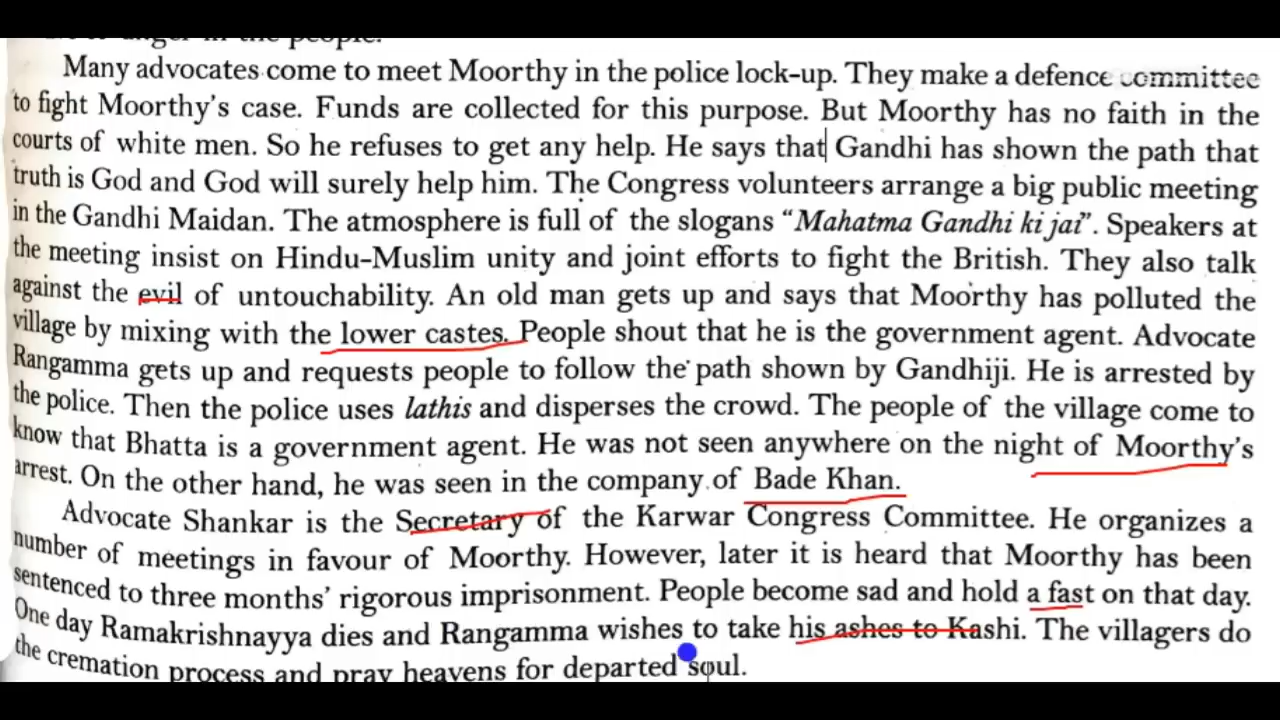 anger in the people.
Many advocates come to meet Moorthy in the police lock-up. They make a defence committee
to fight Moorthy's case. Funds are collected for this purpose. But Moorthy has no faith in the
courts of white men. So he refuses to get any help. He says that Gandhi has shown the path that
truth is God and God will surely help him. The Congress volunteers arrange a big public meeting
in the Gandhi Maidan. The atmosphere is full of the slogans "Mahatma Gandhi ki jai". Speakers at
the meeting insist on Hindu–Muslim unity and joint efforts to fight the British. They also talk
against the evil of untouchability. An old man gets up and says that Moorthy has polluted the
village by mixing with the lower castes. People shout that he is the government agent. Advocate
Rangamma gets up and requests people to follow the path shown by Gandhiji. He is arrested by
the police. Then the police uses lathis and disperses the crowd. The people of the village come to
know that Bhatta is a government agent. He was not seen anywhere on the night of Moorthy's
arrest. On the other hand, he was seen in the company of Bade Khan.
Advocate Shankar is the Secretary of the Karwar Congress Committee. He organizes a
number of meetings in favour of Moorthy. However, later it is heard that Moorthy has been
sentenced to three months' rigorous imprisonment. People become sad and hold a fast on that day.
One day Ramakrishnayya dies and Rangamma wishes to take his ashes to Kashi. The villagers do
the cremation process and pray heavens for departed soul.